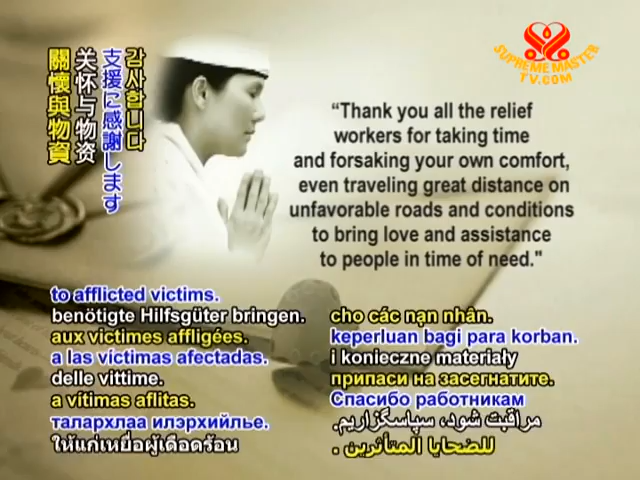 關懷與物資
关怀与物资
支援に感謝します
감사합니다
SUPREME MASTER
TV.COM
“Thank you all the relief
workers for taking time
and forsaking your own comfort,
even traveling great distance on
unfavorable roads and conditions
to bring love and assistance
to people in time of need."
to afflicted victims.
benötigte Hilfsgüter bringen.
aux victimes affligées.
a las víctimas afectadas.
delle vittime.
a vítimas aflitas.
талархлаа илэрхийлье.
ให้แก่เหยื่อผู้เดือดร้อน
cho các nạn nhân.
keperluan bagi para korban.
i konieczne materiały
припаси на засегнатите.
Спасибо работникам
مراقبت شود، سپاسگزاریم.
للضحايا المتأثرين .